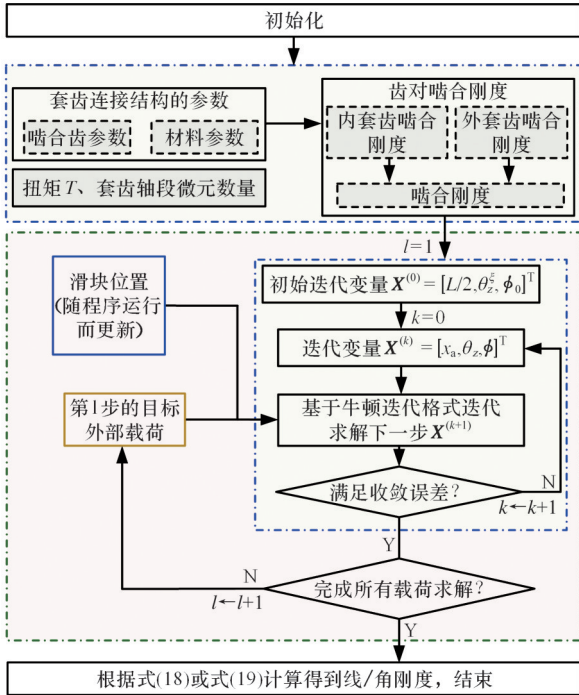 初始化
套齿连接结构的参数
啮合齿参数
材料参数
扭矩T、套齿轴段微元数量
齿对啮合刚度
内套齿啮合
刚度
外套齿啮合
刚度
啮合刚度
l=1
滑块位置
(随程序运行
而更新)
第l步的目标
外部载荷
初始迭代变量X^(0)=[L/2,θ_z^ξ,ϕ_0]^T
k=0
迭代变量X^(k)=[x_a,θ_z,ϕ]^T
基于牛顿迭代格式迭代
求解下一步X^(k+1)
满足收敛误差?
N
k←k+1
Y
完成所有载荷求解?
N
l←l+1
Y
根据式(18)或式(19)计算得到线/角刚度，结束